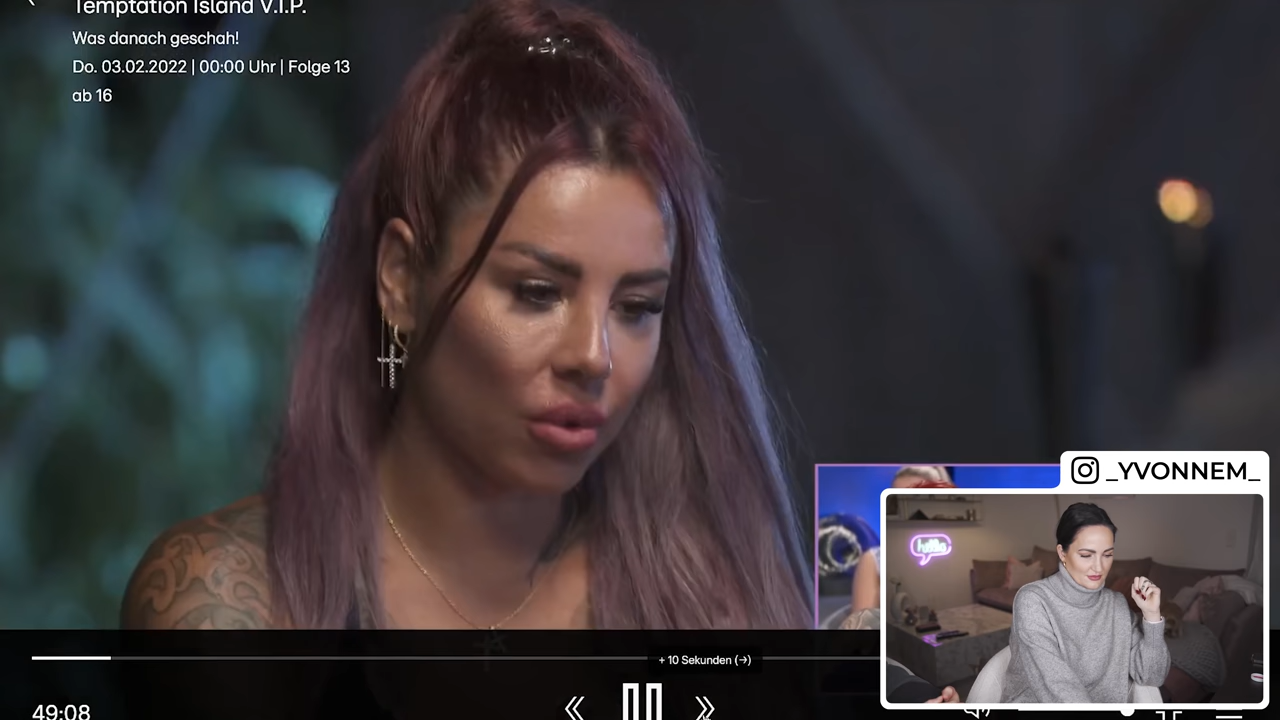 Temptation Island V.I.P.
Was danach geschah!
Do. 03.02.2022 | 00:00 Uhr | Folge 13
ab 16
_YVONNEM_
hello
+ 10 Sekunden (→)
49:08